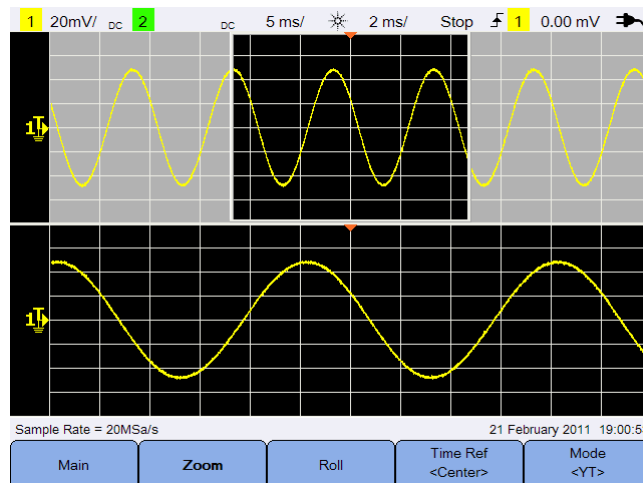 1 20mV/ DC 2 DC 5 ms/ 2 ms/ Stop 1 0.00 mV
1
1
Sample Rate = 20MSa/s 21 February 2011 19:00:5
Main Zoom Roll Time Ref <Center> Mode <YT>